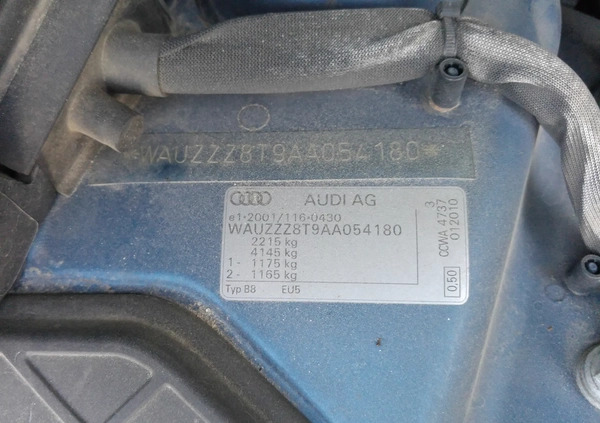 WAUZZZ8T9AA054180
AUDI AG
e1*2001/116*0430
WAUZZZ8T9AA054180
2215 kg
4145 kg
1 - 1175 kg
2 - 1165 kg
Typ B8 EU5
3
CCWA 4737
012010
0.50